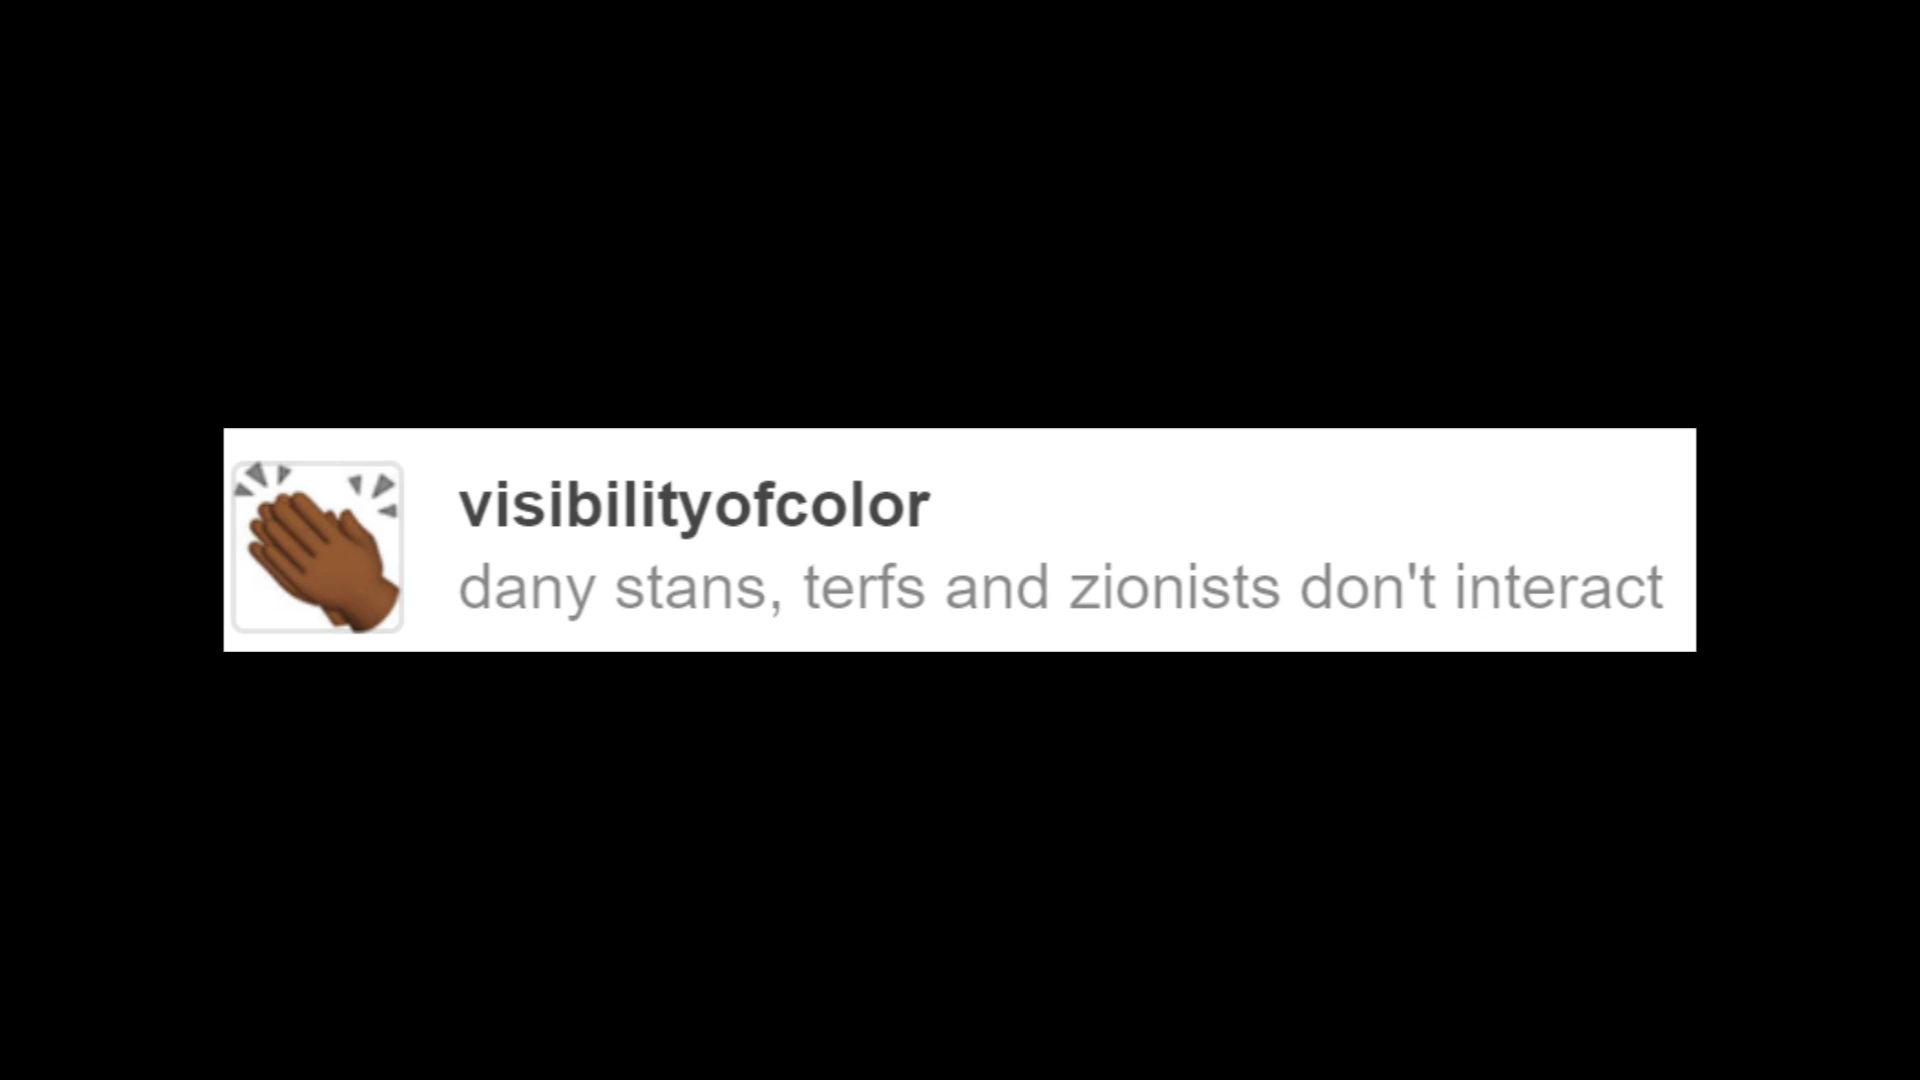 visibilityofcolor
dany stans, terfs and zionists don't interact